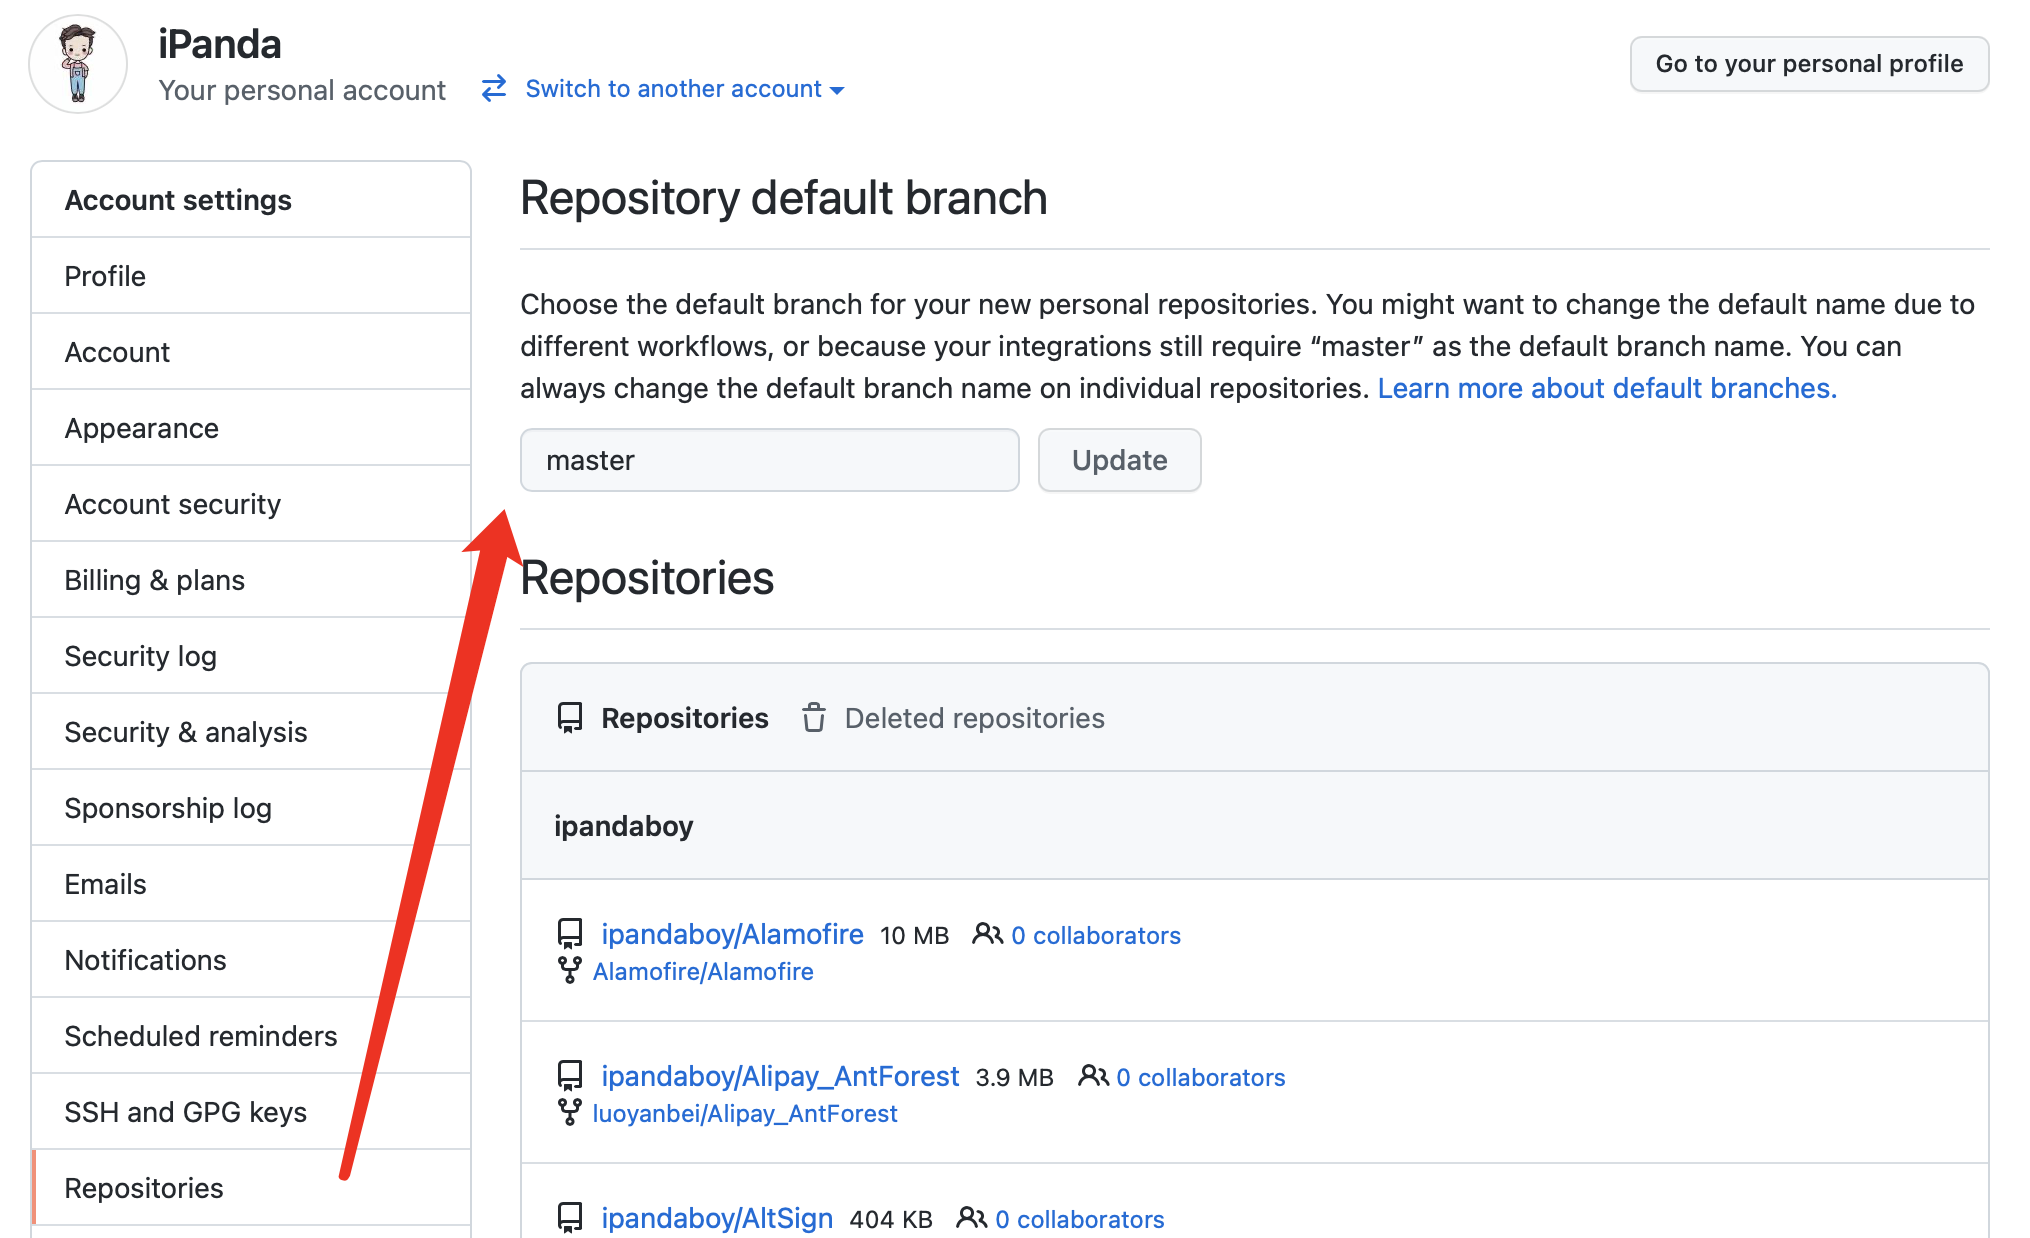 iPanda
Your personal account
Switch to another account
Go to your personal profile
Account settings
Profile
Account
Appearance
Account security
Billing & plans
Security log
Security & analysis
Sponsorship log
Emails
Notifications
Scheduled reminders
SSH and GPG keys
Repositories
Repository default branch
Choose the default branch for your new personal repositories. You might want to change the default name due to
different workflows, or because your integrations still require “master” as the default branch name. You can
always change the default branch name on individual repositories. Learn more about default branches.
master
Update
Repositories
Repositories
Deleted repositories
ipandaboy
ipandaboy/Alamofire 10 MB 0 collaborators
Alamofire/Alamofire
ipandaboy/Alipay_AntForest 3.9 MB 0 collaborators
luoyanbei/Alipay_AntForest
ipandaboy/AltSign 404 KB 0 collaborators